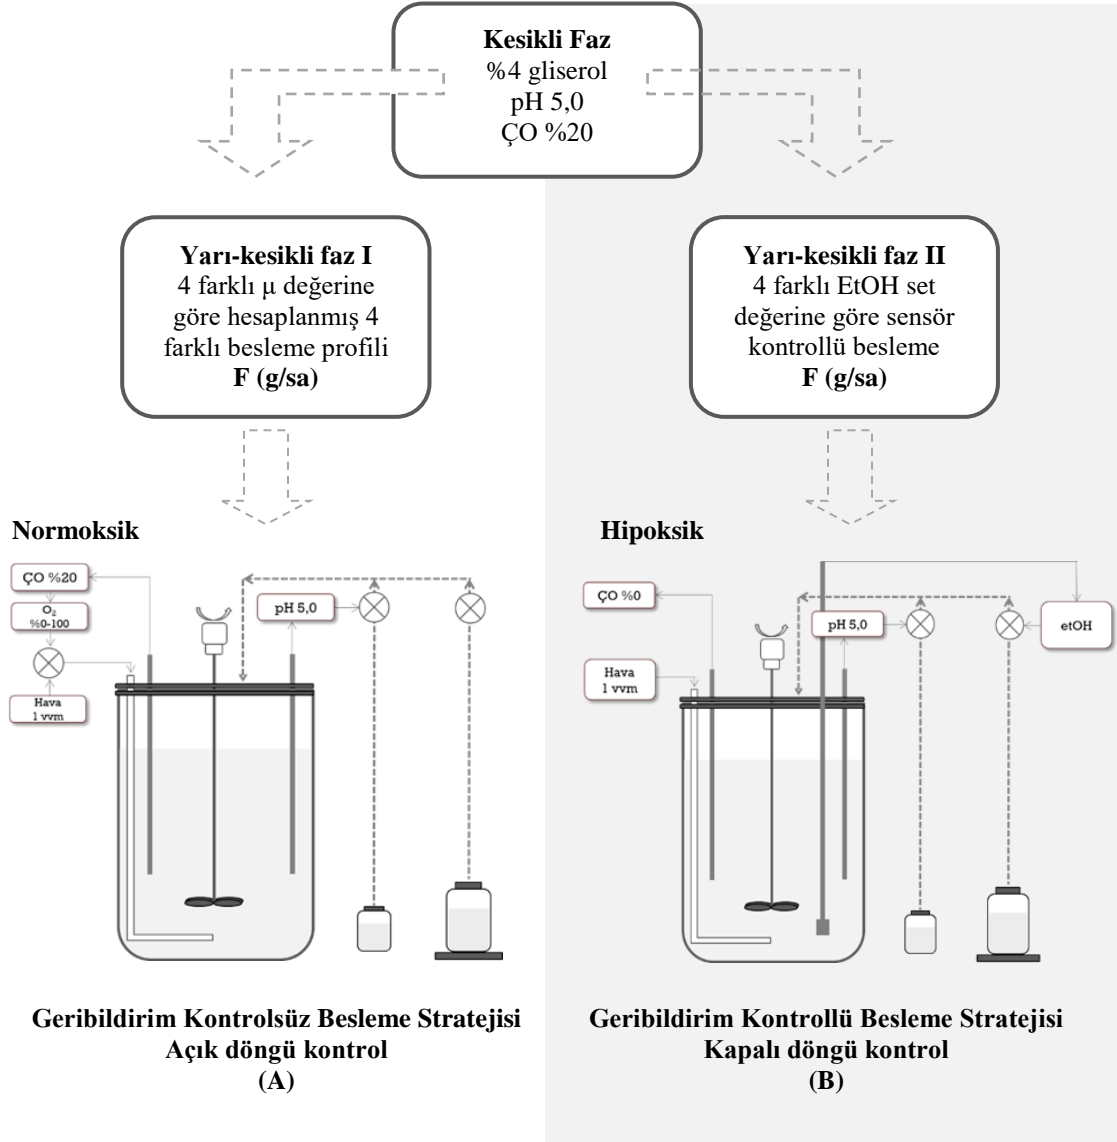 Kesikli Faz
%4 gliserol
pH 5,0
ÇO %20
Yarı-kesikli faz I
4 farklı µ değerine
göre hesaplanmış 4
farklı besleme profili
F (g/sa)
Yarı-kesikli faz II
4 farklı EtOH set
değerine göre sensör
kontrollü besleme
F (g/sa)
Normoksik
ÇO %20
O2
%0-100
Hava
1 vvm
pH 5,0
Hipoksik
ÇO %0
Hava
1 vvm
pH 5,0
etOH
Geribildirim Kontrolsüz Besleme Stratejisi
Açık döngü kontrol
(A)
Geribildirim Kontrollü Besleme Stratejisi
Kapalı döngü kontrol
(B)